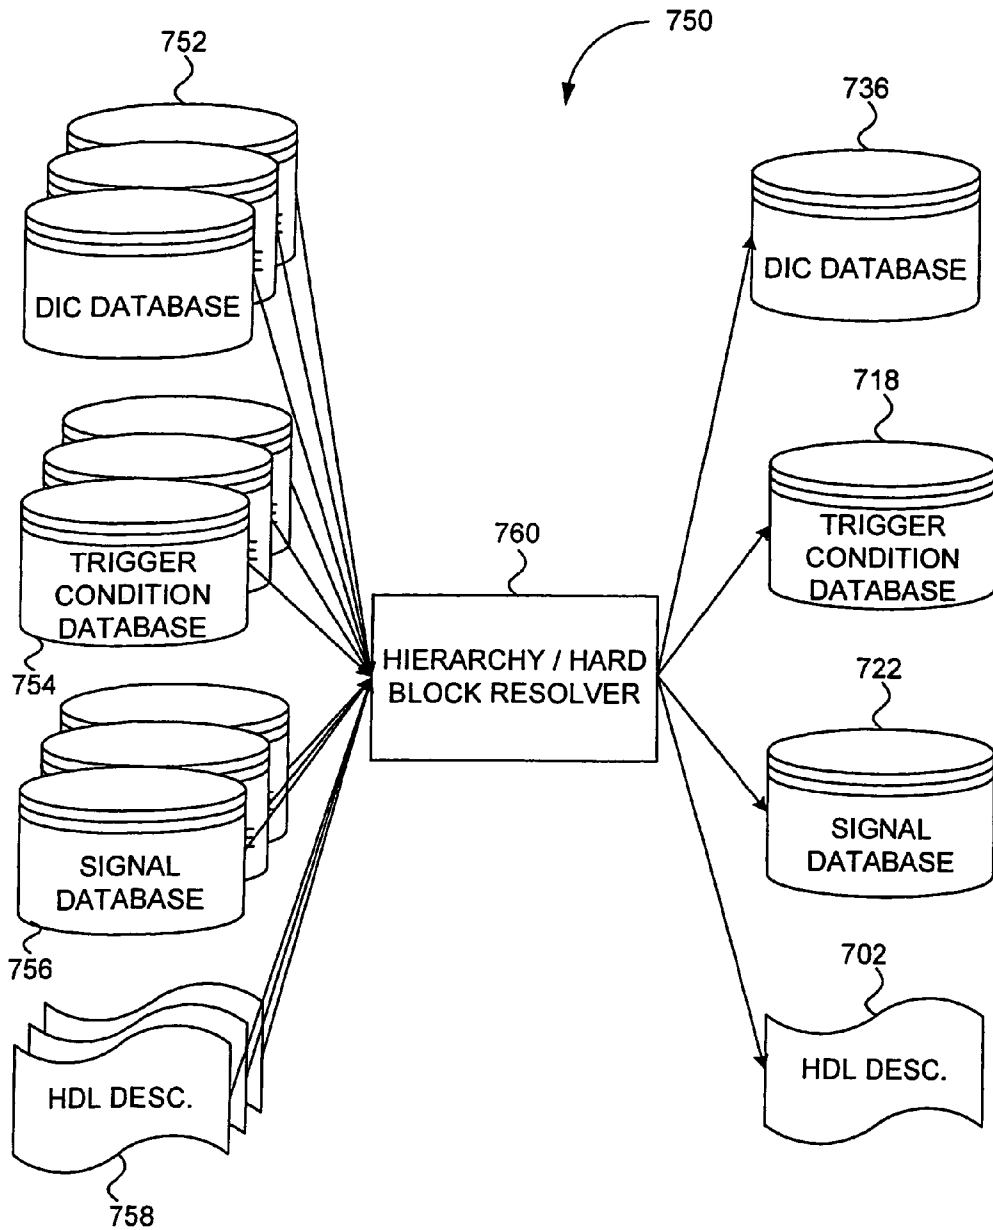 750
752
736
DIC DATABASE
E
E
DIC DATABASE
718
TRIGGER
CONDITION
DATABASE
E
E
TRIGGER
CONDITION
DATABASE
754
760
HIERARCHY / HARD
BLOCK RESOLVER
722
SIGNAL
DATABASE
E
SIGNAL
DATABASE
756
702
HDL DESC.
HDL DESC.
758